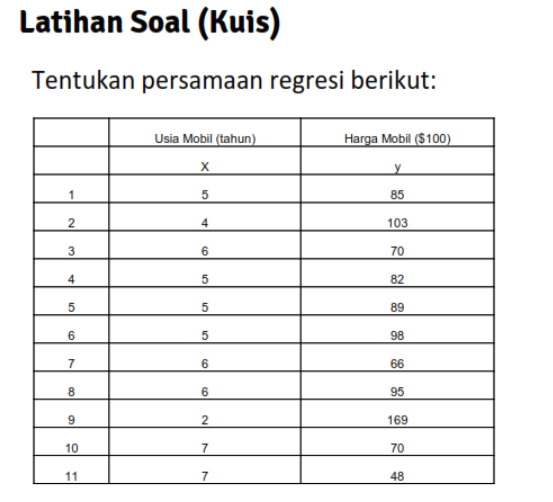 Latihan Soal (Kuis)
Tentukan persamaan regresi berikut:
Usia Mobil (tahun) Harga Mobil ($100)
X y
1 5 85
2 4 103
3 6 70
4 5 82
5 5 89
6 5 98
7 6 66
8 6 95
9 2 169
10 7 70
11 7 48